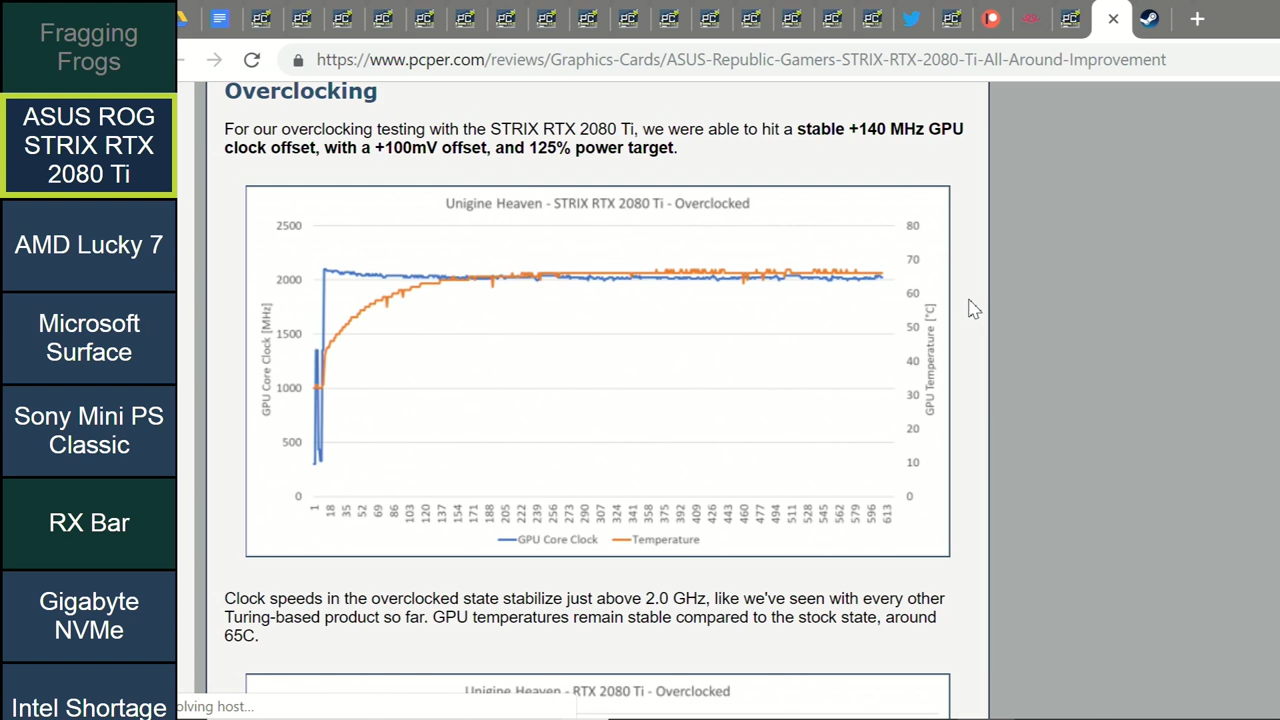 Fragging
Frogs
ASUS ROG
STRIX RTX
2080 Ti
AMD Lucky 7
Microsoft
Surface
Sony Mini PS
Classic
RX Bar
Gigabyte
NVMe
Intel Shortage
https://www.pcper.com/reviews/Graphics-Cards/ASUS-Republic-Gamers-STRIX-RTX-2080-Ti-All-Around-Improvement
Overclocking
For our overclocking testing with the STRIX RTX 2080 Ti, we were able to hit a stable +140 MHz GPU
clock offset, with a +100mV offset, and 125% power target.
Unigine Heaven - STRIX RTX 2080 Ti - Overclocked
2500
2000
1500
1000
500
0
GPU Core Clock [MHz]
80
70
60
50
40
30
20
10
0
GPU Temperature [°C]
1 18 35 52 69 86 103 120 137 154 171 188 205 222 239 256 273 290 307 324 341 358 375 392 409 426 443 460 477 494 511 528 545 562 579 596 613
GPU Core Clock Temperature
Clock speeds in the overclocked state stabilize just above 2.0 GHz, like we've seen with every other
Turing-based product so far. GPU temperatures remain stable compared to the stock state, around
65C.
Unigine Heaven - RTX 2080 Ti - Overclocked
olving host...